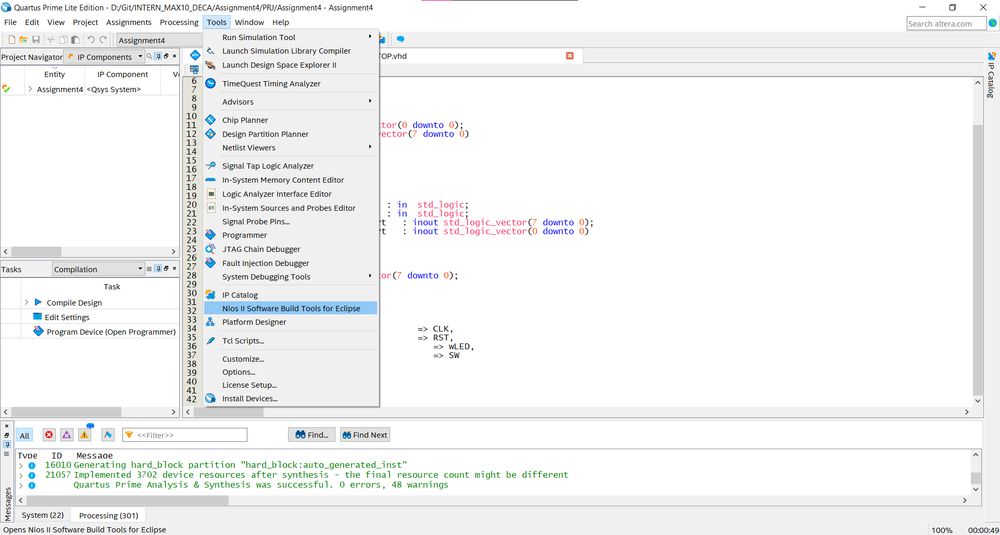 Quartus Prime Lite Edition - D:/Git/INTERN_MAX10_DECA/Assignment4/PRJ/Assignment4 - Assignment4
File Edit View Project Assignments Processing Tools Window Help
Search altera.com
Assignment4
Project Navigator IP Components
Entity IP Component
Assignment4 <Qsys System>
Tasks Compilation
Task
Compile Design
Edit Settings
Program Device (Open Programmer)
Run Simulation Tool
Launch Simulation Library Compiler
Launch Design Space Explorer II
TimeQuest Timing Analyzer
Advisors
Chip Planner
Design Partition Planner
Netlist Viewers
Signal Tap Logic Analyzer
In-System Memory Content Editor
Logic Analyzer Interface Editor
In-System Sources and Probes Editor
Signal Probe Pins...
Programmer
JTAG Chain Debugger
Fault Injection Debugger
System Debugging Tools
IP Catalog
Nios II Software Build Tools for Eclipse
Platform Designer
Tcl Scripts...
Customize...
Options...
License Setup...
Install Devices...
abc
TOP.vhd
6
7
8
9
10
11 ctor(0 downto 0);
12 vector(7 downto 0)
13
14
15
16
17
18
19
20 : in std_logic;
21 : in std_logic;
22 rt : inout std_logic_vector(7 downto 0);
23 rt : inout std_logic_vector(0 downto 0)
24
25
26
27
28 tor(7 downto 0);
29
30
31
32
33
34 => CLK,
35 => RST,
36 => wLED,
37 => SW
38
39
40
41
42
IP Catalog
All <<Filter>> Find... Find Next
Type ID Message
16010 Generating hard_block partition "hard_block:auto_generated_inst"
21057 Implemented 3702 device resources after synthesis - the final resource count might be different
Quartus Prime Analysis & Synthesis was successful. 0 errors, 48 warnings
Messages
System (22) Processing (301)
Opens Nios II Software Build Tools for Eclipse
100% 00:00:49